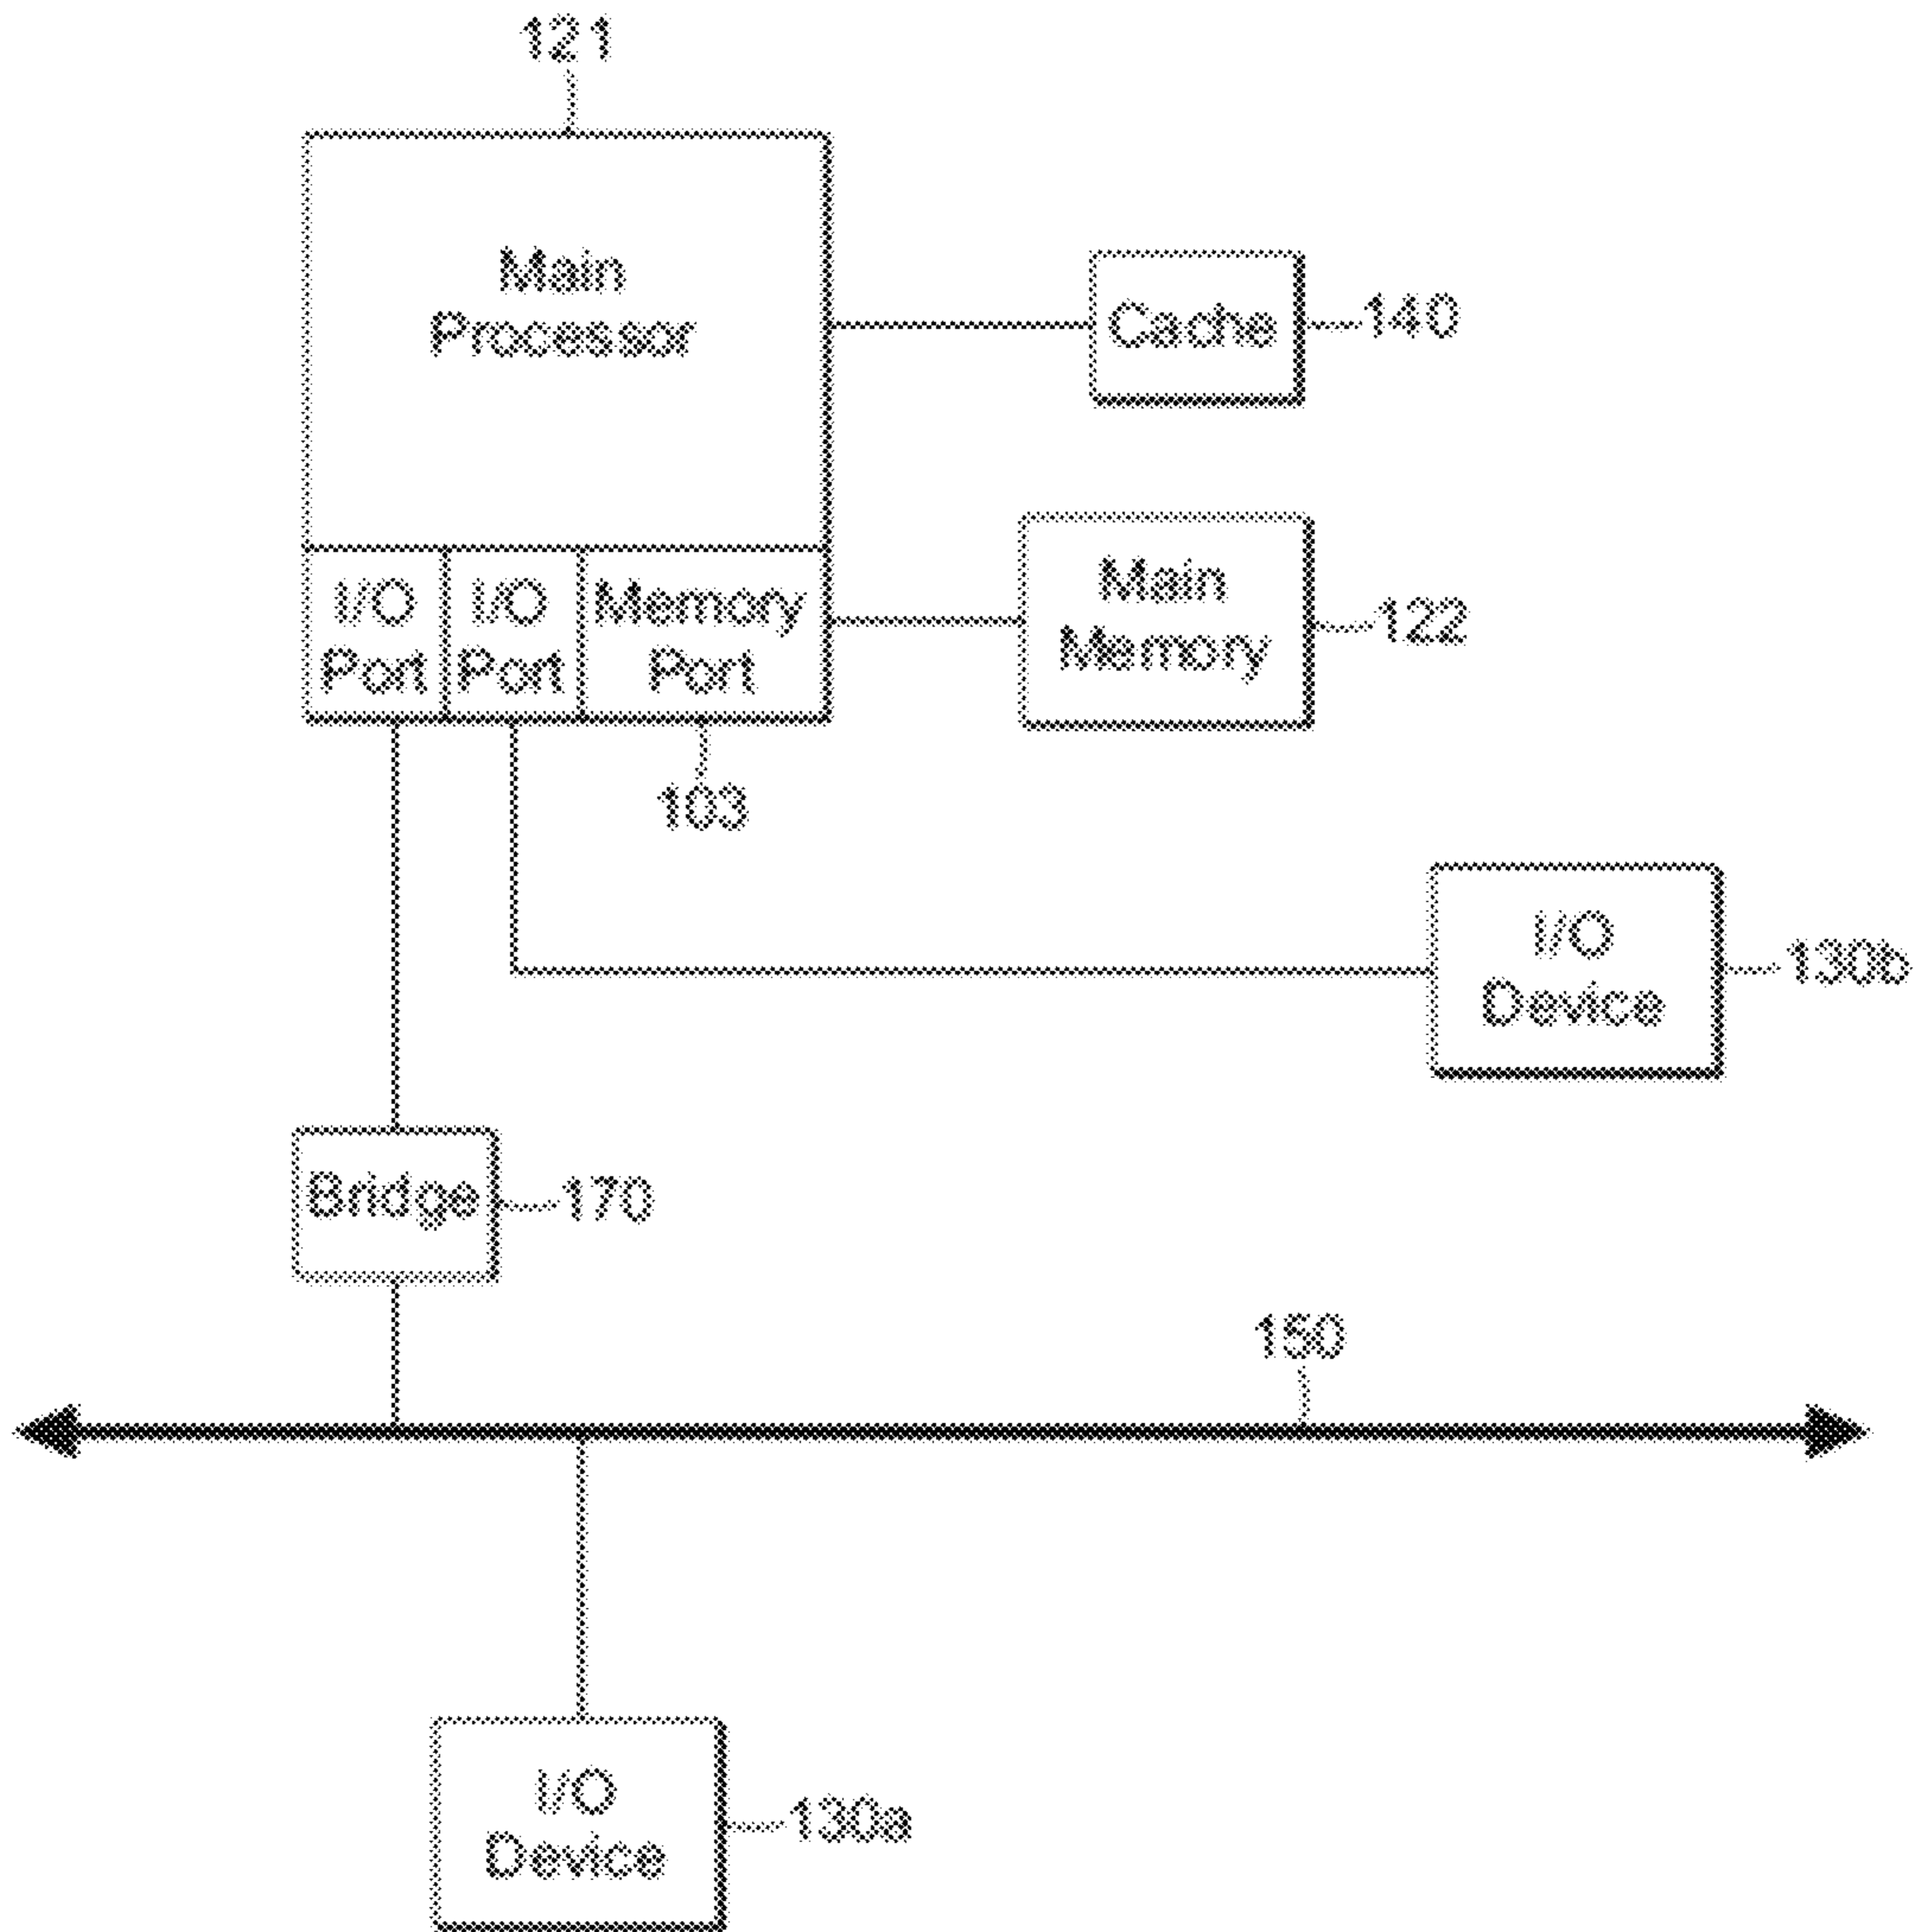 121
Main
Processor
Cache
140
I/O
Port
I/O
Port
Memory
Port
Main
Memory
122
103
I/O
Device
130b
Bridge
170
150
I/O
Device
130a